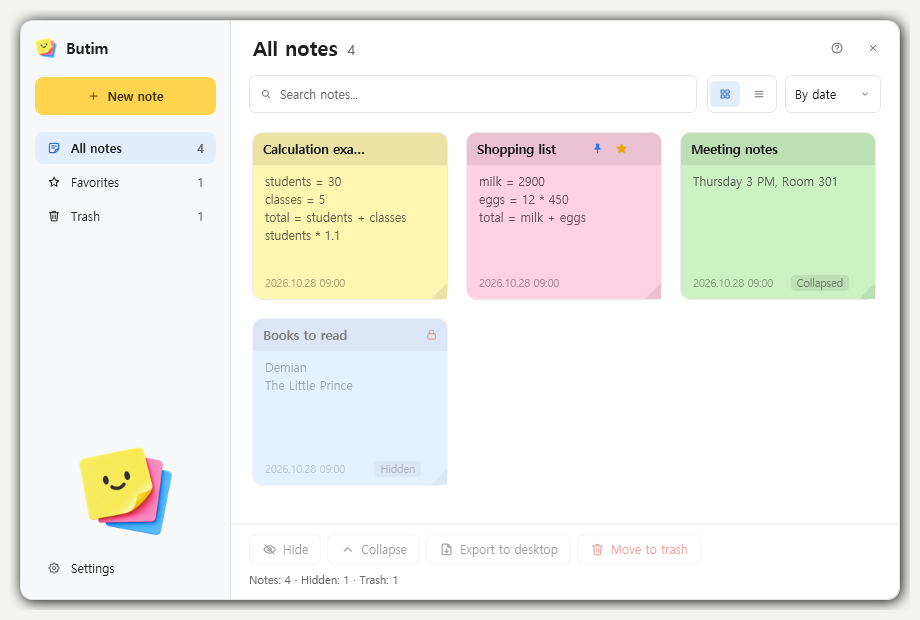 Butim
All notes 4
+ New note
Search notes...
By date
All notes 4
Favorites 1
Trash 1
Calculation exa...
students = 30
classes = 5
total = students + classes
students * 1.1
2026.10.28 09:00
Shopping list
milk = 2900
eggs = 12 * 450
total = milk + eggs
2026.10.28 09:00
Meeting notes
Thursday 3 PM, Room 301
2026.10.28 09:00 Collapsed
Books to read
Demian
The Little Prince
2026.10.28 09:00 Hidden
Settings
Hide Collapse Export to desktop Move to trash
Notes: 4 · Hidden: 1 · Trash: 1